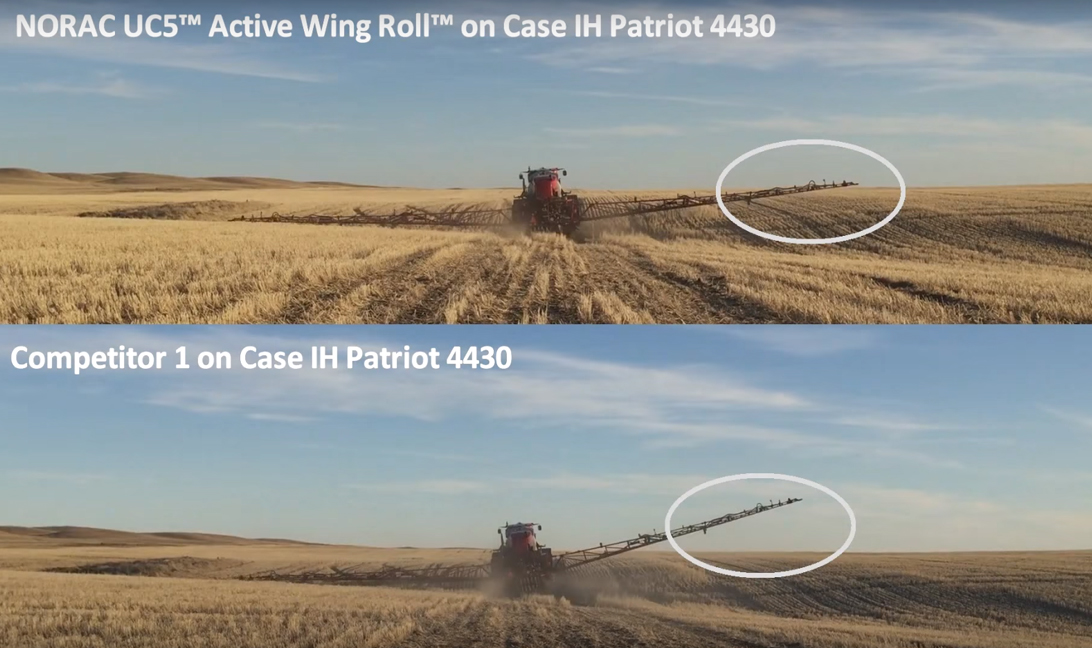 NORAC UC5™ Active Wing Roll™ on Case IH Patriot 4430
Competitor 1 on Case IH Patriot 4430